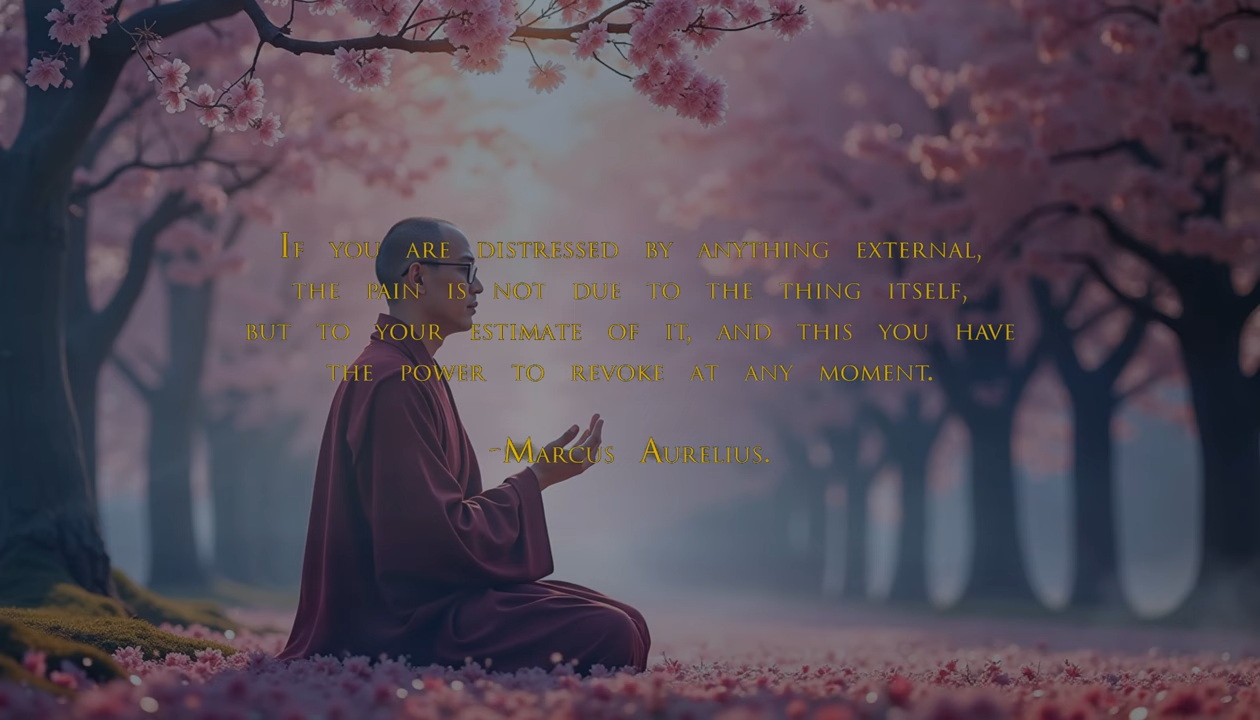 If you are distressed by anything external,
the pain is not due to the thing itself,
but to your estimate of it, and this you have
the power to revoke at any moment.
~Marcus Aurelius.